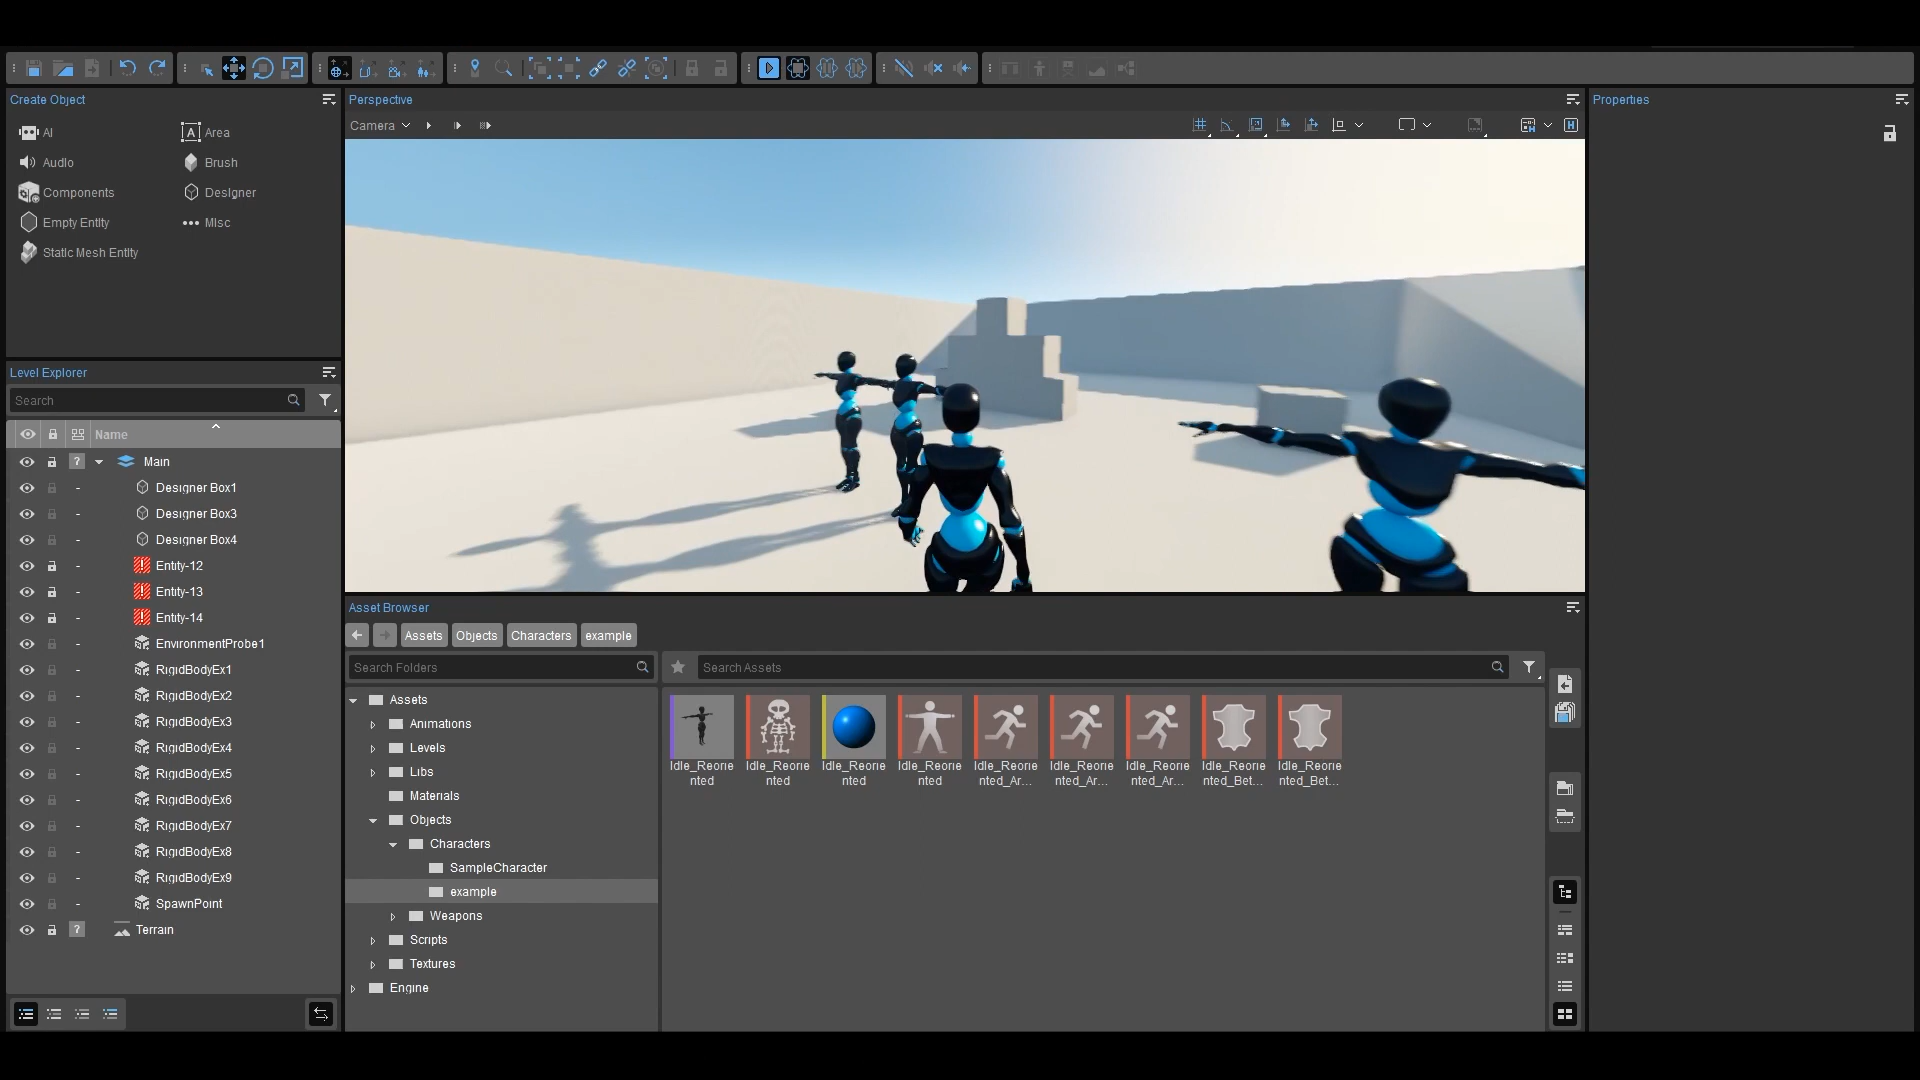 Create Object
AI
Area
Audio
Brush
Components
Designer
Empty Entity
Misc
Static Mesh Entity
Level Explorer
Search
Name
? Main
- Designer Box1
- Designer Box3
- Designer Box4
- Entity-12
- Entity-13
- Entity-14
- EnvironmentProbe1
- RigidBodyEx1
- RigidBodyEx2
- RigidBodyEx3
- RigidBodyEx4
- RigidBodyEx5
- RigidBodyEx6
- RigidBodyEx7
- RigidBodyEx8
- RigidBodyEx9
- SpawnPoint
? Terrain
Perspective
Camera
H
Asset Browser
Assets
Objects
Characters
example
Search Folders
Search Assets
Assets
Animations
Levels
Libs
Materials
Objects
Characters
SampleCharacter
example
Weapons
Scripts
Textures
Engine
Idle_Reorie
nted
Idle_Reorie
nted
Idle_Reorie
nted
Idle_Reorie
nted
Idle_Reorie
nted_Ar...
Idle_Reorie
nted_Ar...
Idle_Reorie
nted_Ar...
Idle_Reorie
nted_Bet...
Idle_Reorie
nted_Bet...
Properties